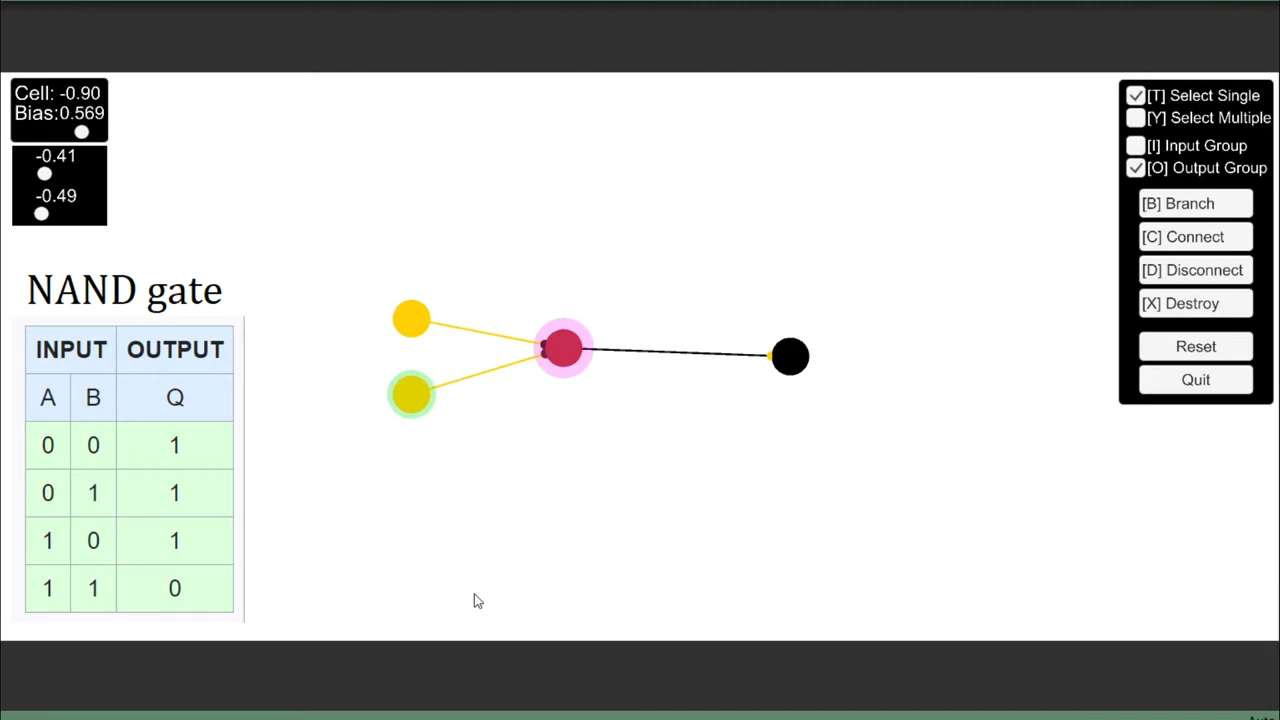 Cell: -0.90
Bias:0.569
-0.41
-0.49
NAND gate
INPUT OUTPUT
A B Q
0 0 1
0 1 1
1 0 1
1 1 0
[T] Select Single
[Y] Select Multiple
[I] Input Group
[O] Output Group
[B] Branch
[C] Connect
[D] Disconnect
[X] Destroy
Reset
Quit